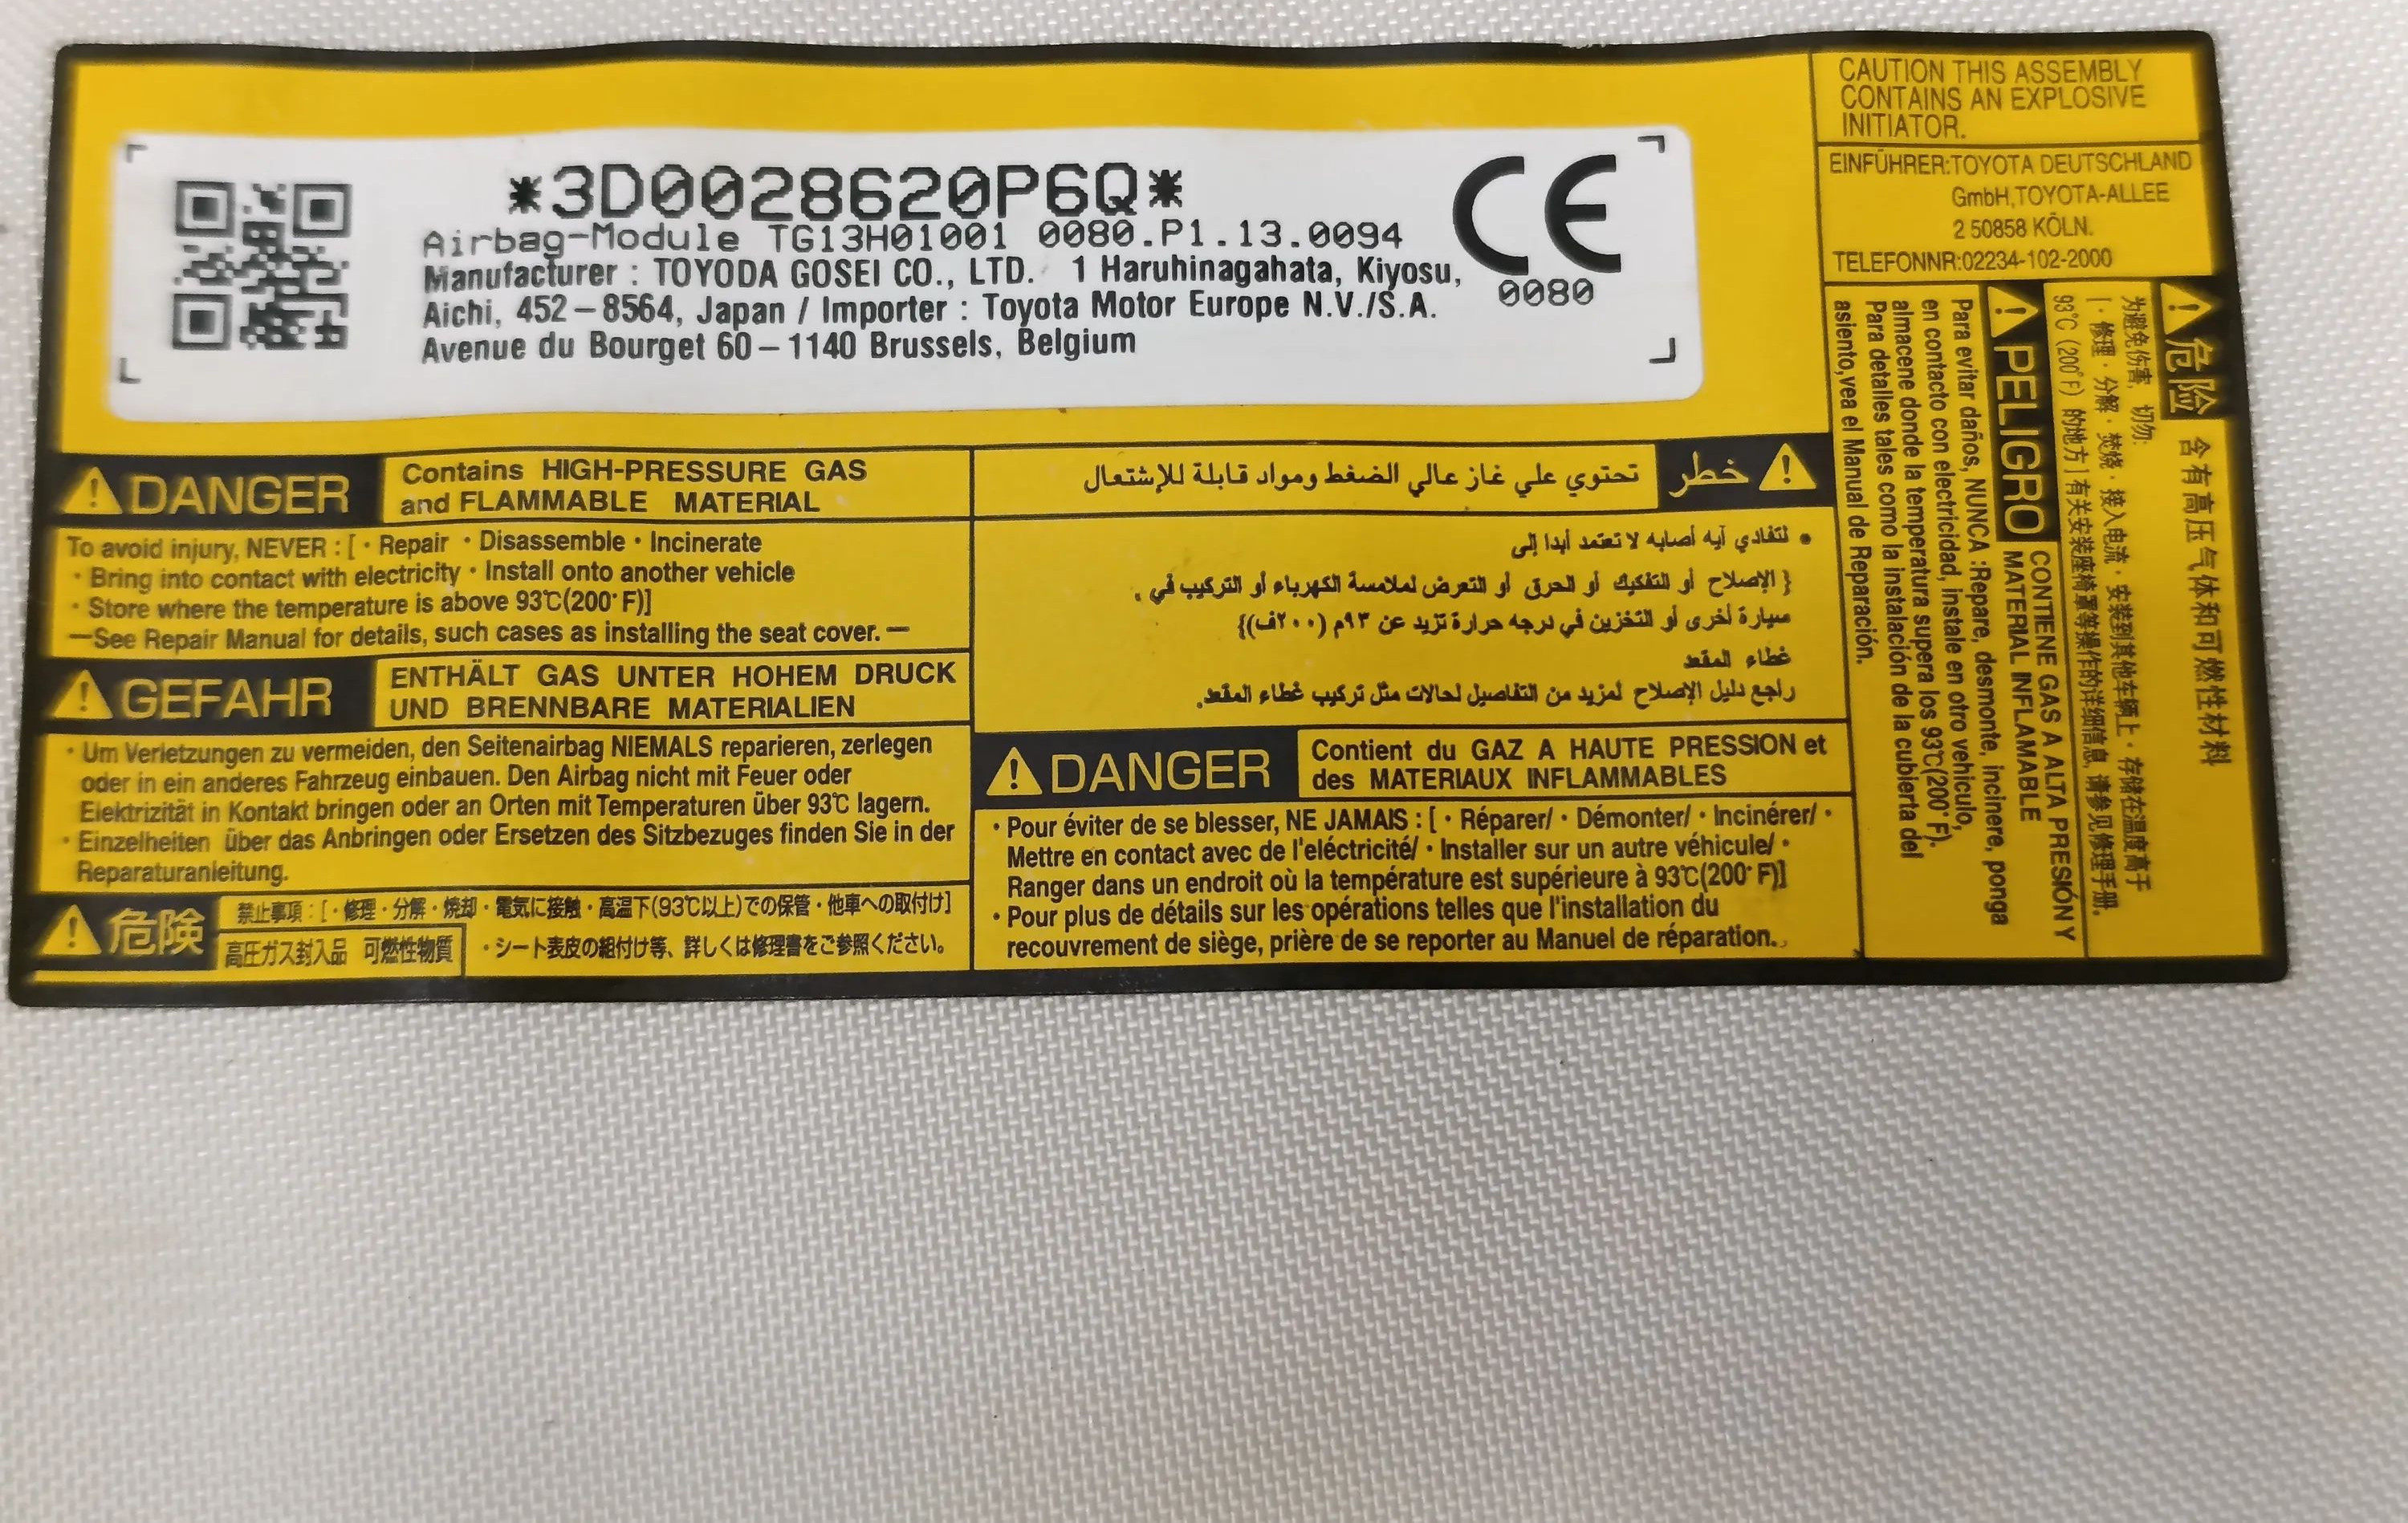 *3D0028620P6Q*
Airbag-Module TG13H01001 0080.P1.13.0094
Manufacturer : TOYODA GOSEI CO., LTD. 1 Haruhinagahata, Kiyosu,
Aichi, 452-8564, Japan / Importer : Toyota Motor Europe N.V./S.A.
Avenue du Bourget 60 - 1140 Brussels, Belgium
CE
0080
CAUTION THIS ASSEMBLY
CONTAINS AN EXPLOSIVE
INITIATOR.
EINFÜHRER:TOYOTA DEUTSCHLAND
GmbH,TOYOTA-ALLEE
2 50858 KÖLN.
TELEFONNR:02234-102-2000
DANGER
Contains HIGH-PRESSURE GAS
and FLAMMABLE MATERIAL
To avoid injury, NEVER : [ · Repair · Disassemble · Incinerate
· Bring into contact with electricity · Install onto another vehicle
· Store where the temperature is above 93℃(200°F)]
—See Repair Manual for details, such cases as installing the seat cover.—
GEFAHR
ENTHÄLT GAS UNTER HOHEM DRUCK
UND BRENNBARE MATERIALIEN
· Um Verletzungen zu vermeiden, den Seitenairbag NIEMALS reparieren, zerlegen
oder in ein anderes Fahrzeug einbauen. Den Airbag nicht mit Feuer oder
Elektrizität in Kontakt bringen oder an Orten mit Temperaturen über 93℃ lagern.
· Einzelheiten über das Anbringen oder Ersetzen des Sitzbezuges finden Sie in der
Reparaturanleitung.
危険
禁止事項：[・修理・分解・焼却・電気に接触・高温下(93℃以上)での保管・他車への取付け]
高圧ガス封入品 可燃性物質
・シート表皮の組付け等、詳しくは修理書をご参照ください。
خطر
تحتوي علي غاز عالي الضغط ومواد قابلة للإشتعال
• لتفادي آيه أصابه لا تعتمد أبدا إلى
{ الإصلاح أو التفكيك أو الحرق أو التعرض لملامسة الكهرباء أو التركيب في ,
سيارة أخرى أو التخزين في درجه حرارة تزيد عن ٩٣م (٢٠٠ف)}
غطاء المقعد
راجع دليل الإصلاح لمزيد من التفاصيل لحالات مثل تركيب غطاء المقعد.
DANGER
Contient du GAZ A HAUTE PRESSION et
des MATERIAUX INFLAMMABLES
· Pour éviter de se blesser, NE JAMAIS : [ · Réparer/ · Démonter/ · Incinérer/ ·
Mettre en contact avec de l'eléctricité/ · Installer sur un autre véhicule/ ·
Ranger dans un endroit où la température est supérieure à 93℃(200°F)]
· Pour plus de détails sur les opérations telles que l'installation du
recouvrement de siège, prière de se reporter au Manuel de réparation.
危险
含有高压气体和可燃性材料
为避免伤害，切勿:
[·修理·分解·焚烧·接入电流·安装到其他车辆上·存储在温度高于
93℃ (200°F) 的地方] 有关安装座椅罩等操作的详细信息, 请参见修理手册.
PELIGRO
CONTIENE GAS A ALTA PRESIÓN Y
MATERIAL INFLAMABLE
Para evitar daños, NUNCA :Repare, desmonte, incinere, ponga
en contacto con electricidad, instale en otro vehículo,
almacene donde la temperatura supera los 93℃(200°F).
Para detalles tales como la instalación de la cubierta del
asiento,vea el Manual de Reparación.